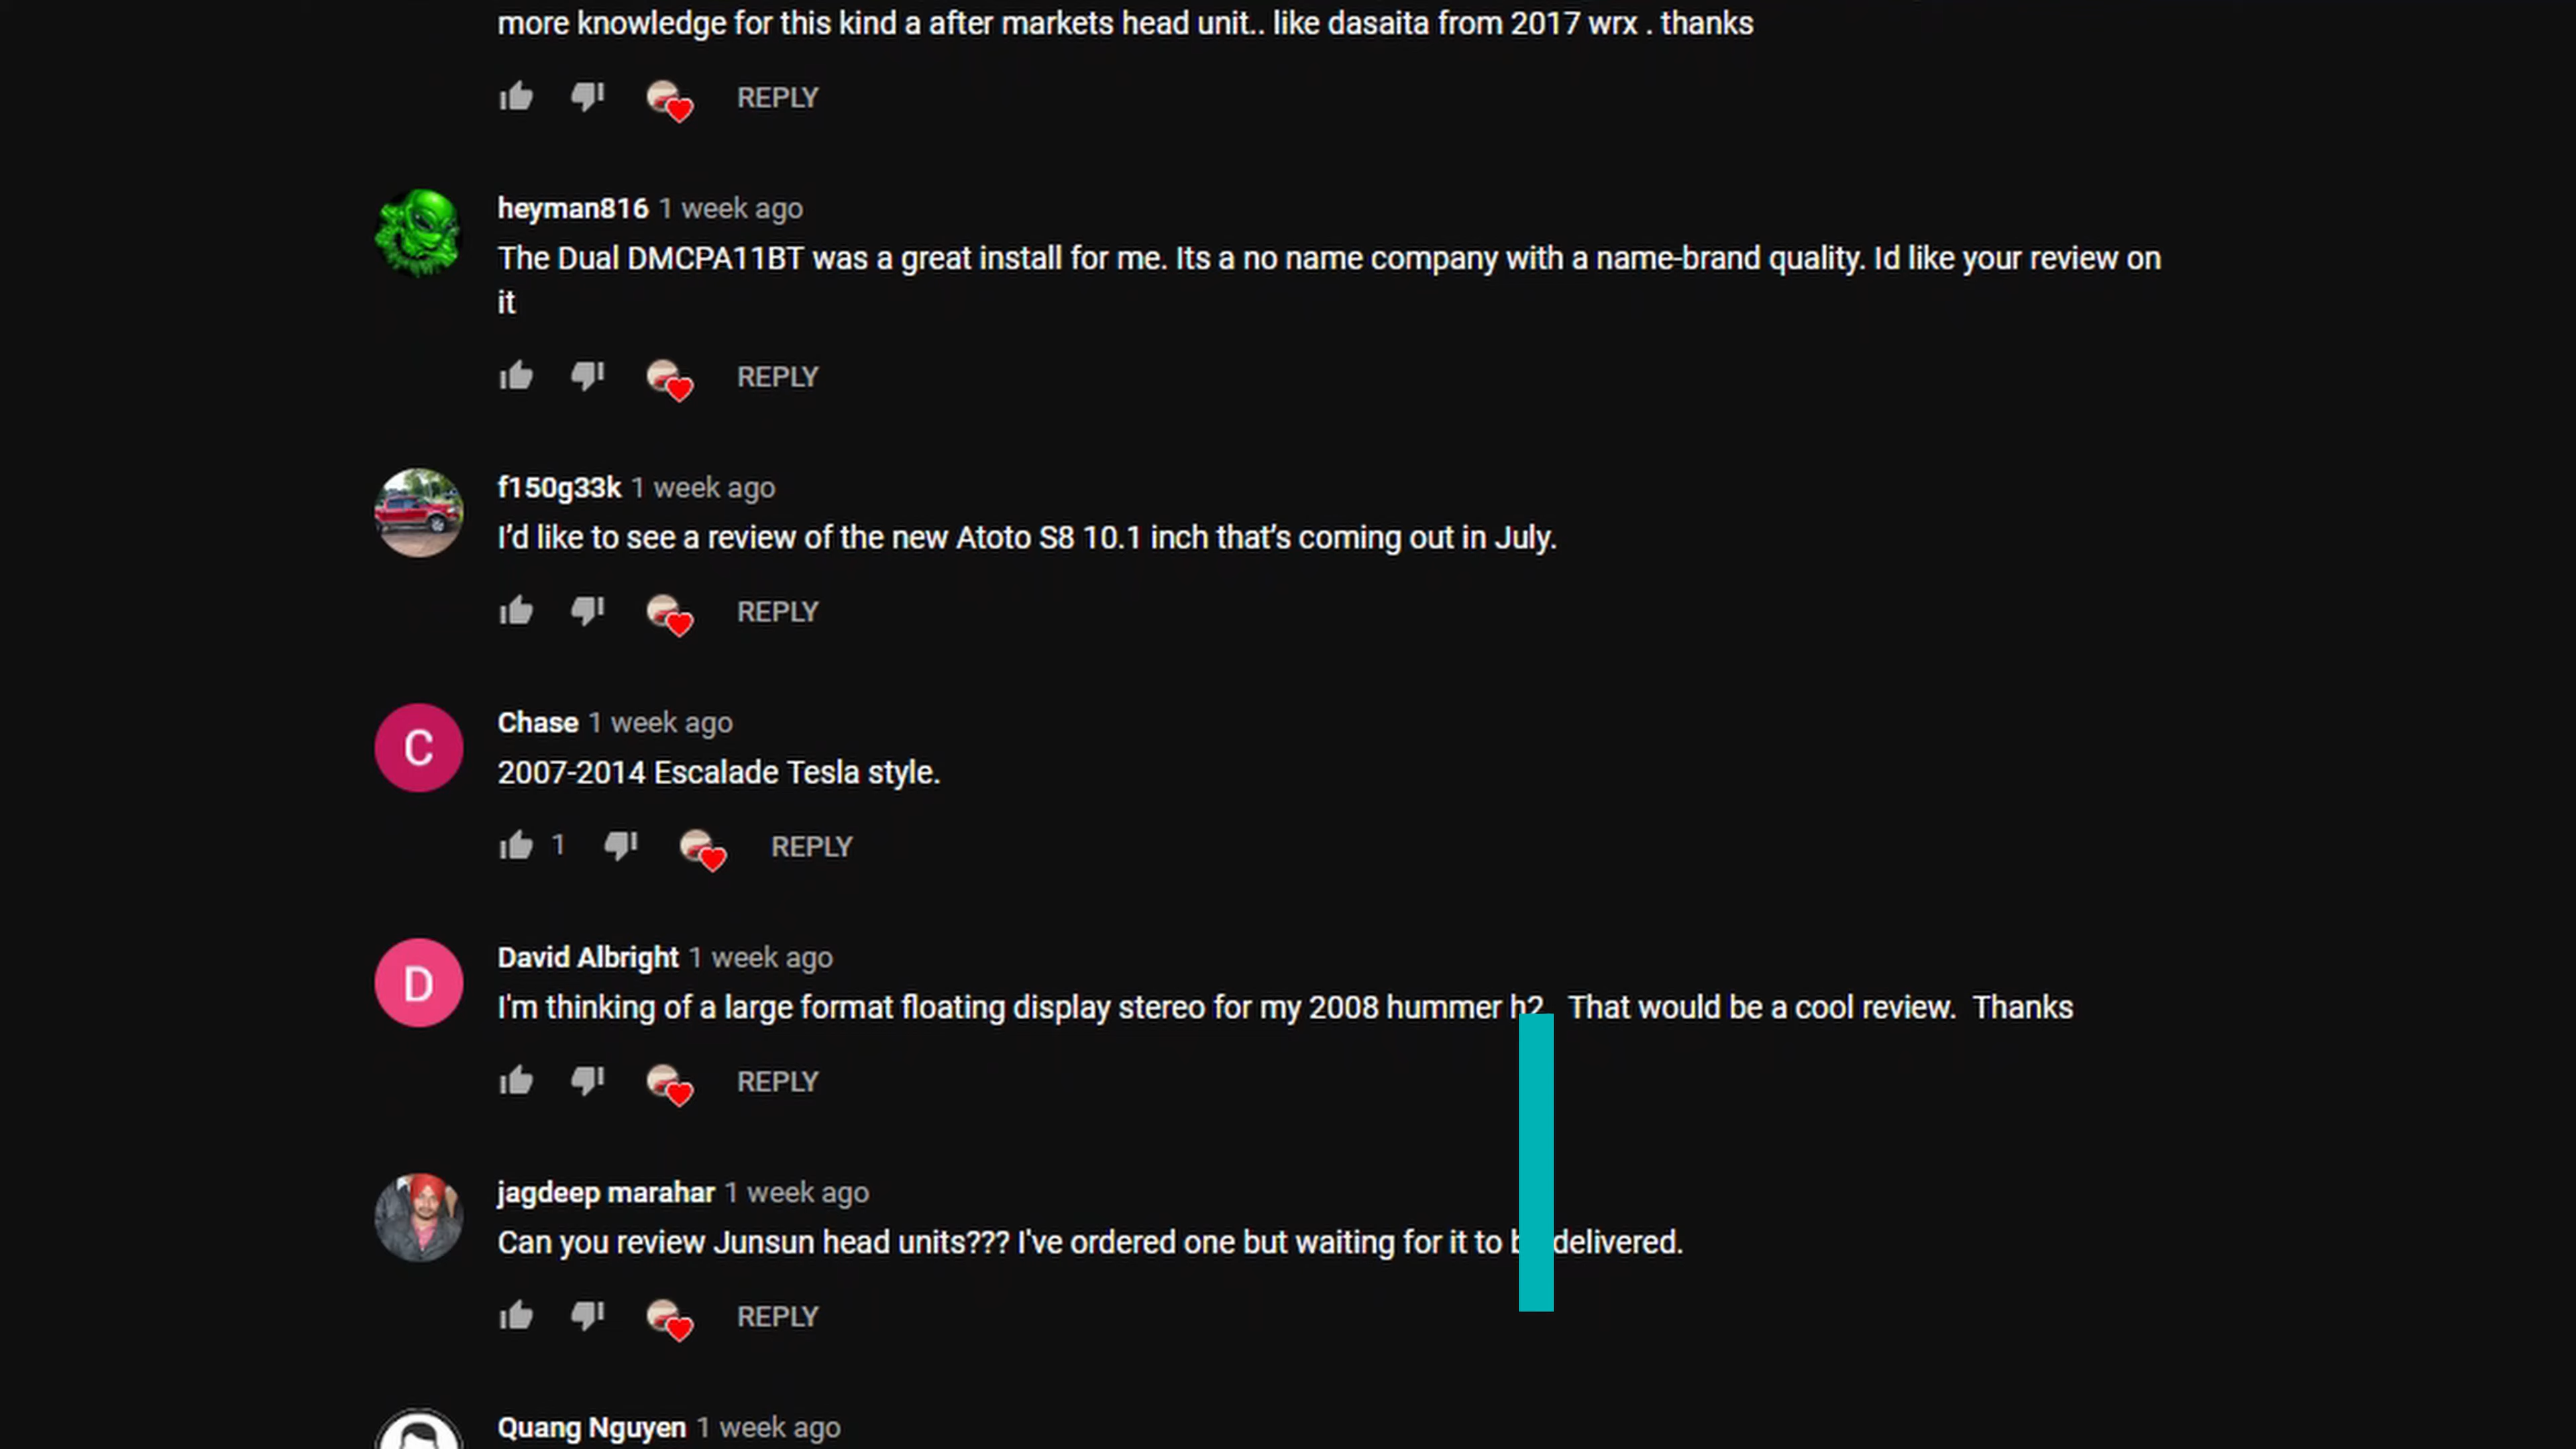 more knowledge for this kind a after markets head unit.. like dasaita from 2017 wrx . thanks
REPLY
heyman816 1 week ago
The Dual DMCPA11BT was a great install for me. Its a no name company with a name-brand quality. Id like your review on
it
REPLY
f150g33k 1 week ago
I’d like to see a review of the new Atoto S8 10.1 inch that’s coming out in July.
REPLY
C
Chase 1 week ago
2007-2014 Escalade Tesla style.
1 REPLY
D
David Albright 1 week ago
I'm thinking of a large format floating display stereo for my 2008 hummer h2. That would be a cool review. Thanks
REPLY
jagdeep marahar 1 week ago
Can you review Junsun head units??? I've ordered one but waiting for it to delivered.
REPLY
Quang Nguyen 1 week ago